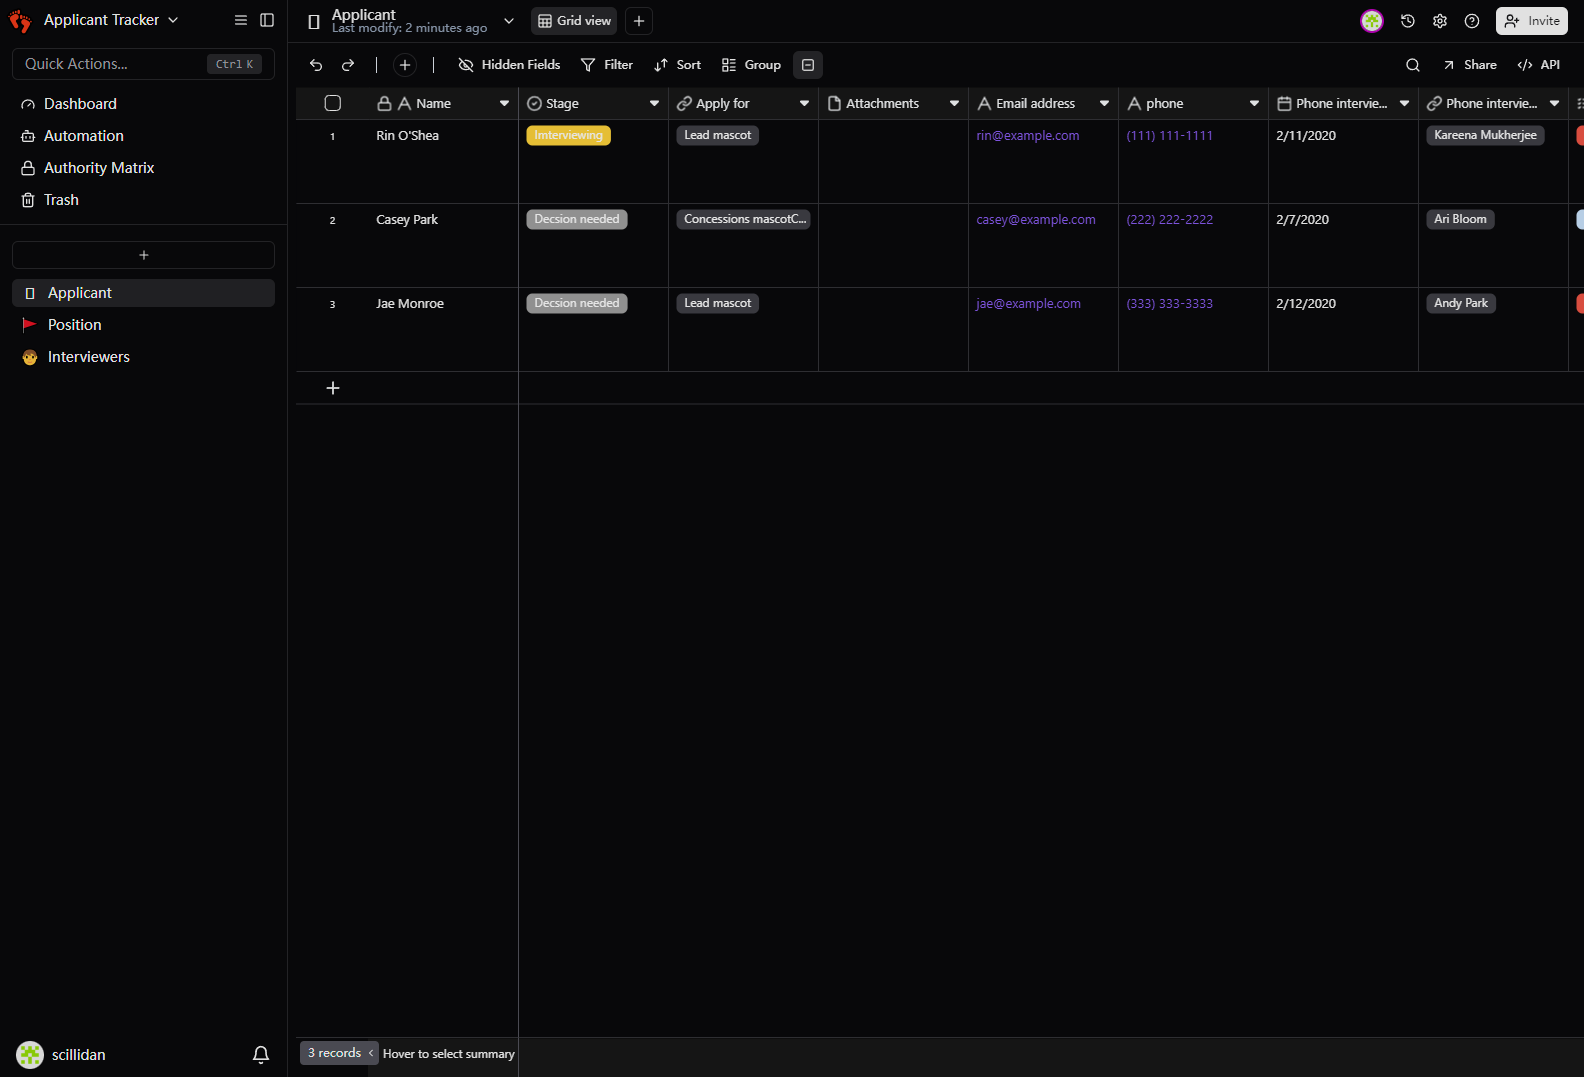 Applicant Tracker
Quick Actions...
Ctrl K
Dashboard
Automation
Authority Matrix
Trash
Applicant
Position
Interviewers
scillidan
Applicant
Last modify: 2 minutes ago
Grid view
Invite
Hidden Fields
Filter
Sort
Group
Share
API
Name
Stage
Apply for
Attachments
Email address
phone
Phone intervie...
Phone intervie...
1
Rin O'Shea
Imterviewing
Lead mascot
rin@example.com
(111) 111-1111
2/11/2020
Kareena Mukherjee
2
Casey Park
Decsion needed
Concessions mascotC...
casey@example.com
(222) 222-2222
2/7/2020
Ari Bloom
3
Jae Monroe
Decsion needed
Lead mascot
jae@example.com
(333) 333-3333
2/12/2020
Andy Park
3 records
Hover to select summary